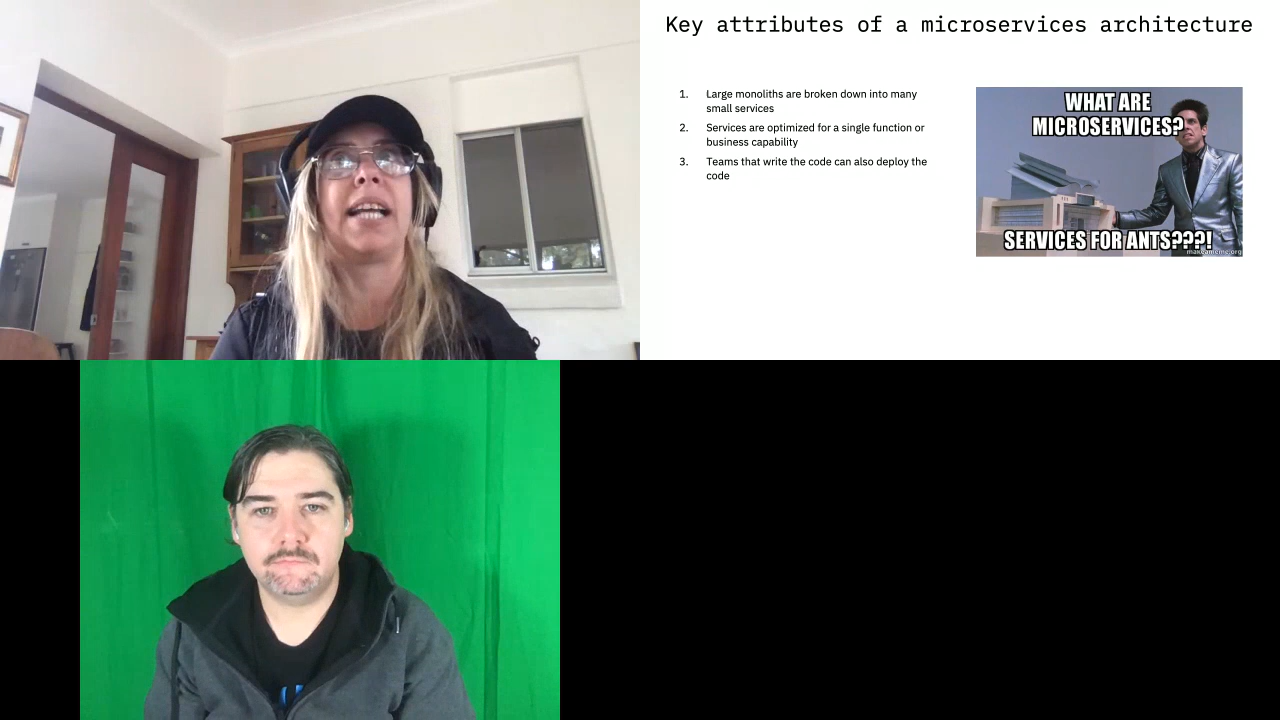 Key attributes of a microservices architecture
1. Large monoliths are broken down into many
small services
2. Services are optimized for a single function or
business capability
3. Teams that write the code can also deploy the
code
WHAT ARE
MICROSERVICES?
SERVICES FOR ANTS???!
makeameme.org